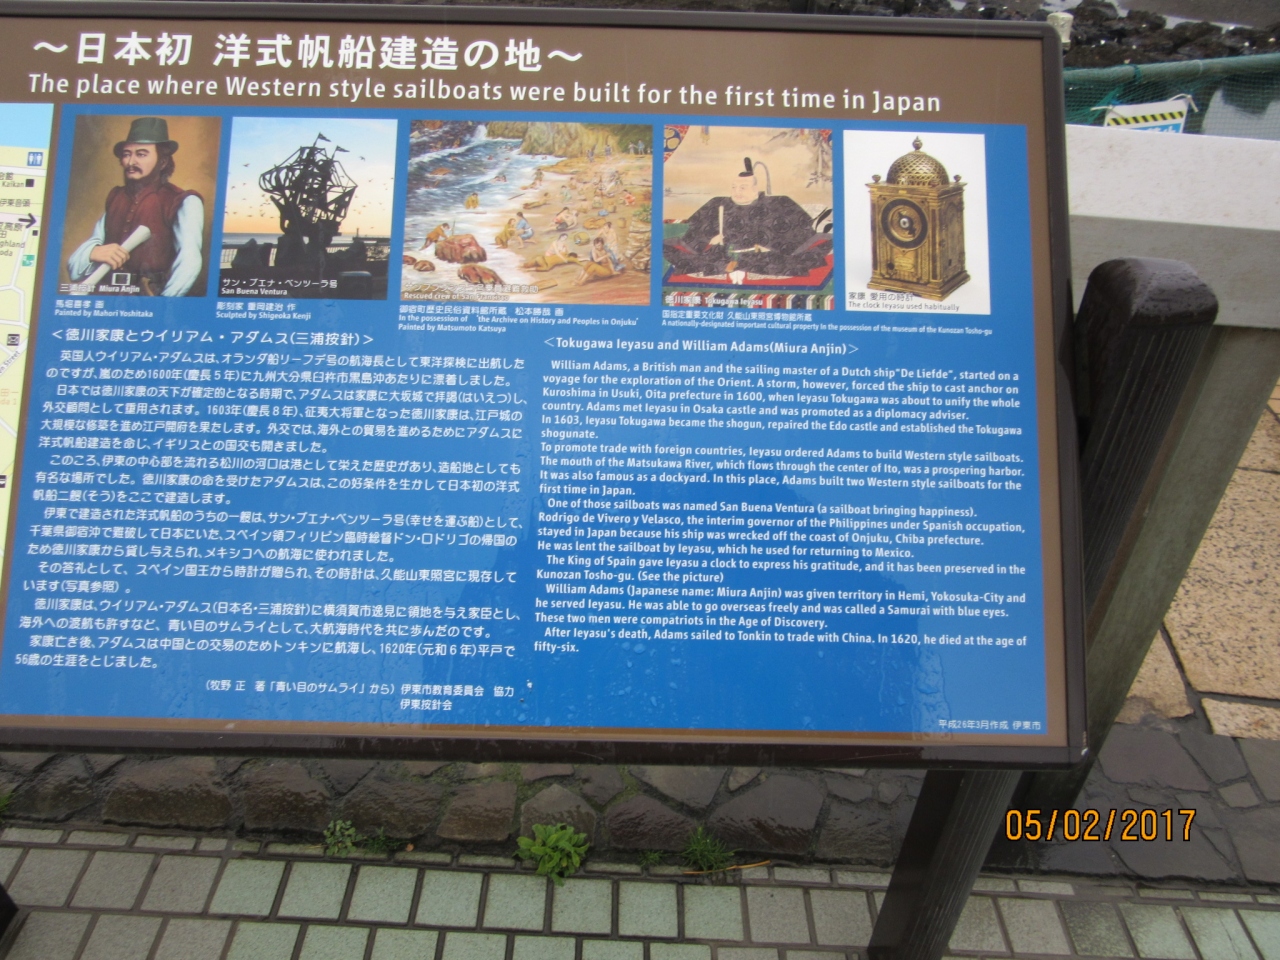 ～日本初 洋式帆船建造の地～
The place where Western style sailboats were built for the first time in Japan
三浦按針 Miura Anjin
馬堀喜孝 画
Painted by Mahori Yoshitaka
サン・ブエナ・ベンツーラ号
San Buena Ventura
彫刻家 重岡建治 作
Sculpted by Shigeoka Kenji
Rescued crew of San Francisco
御宿町歴史民俗資料館所蔵 松本勝哉 画
In the possession of 'the Archive on History and Peoples in Onjuku'
Painted by Matsumoto Katsuya
徳川家康 Tokugawa Ieyasu
国指定重要文化財 久能山東照宮博物館所蔵
A nationally-designated important cultural property in the possession of the museum of the Kunozan Tosho-gu
家康 愛用の時計
The clock Ieyasu used habitually
＜徳川家康とウイリアム・アダムス(三浦按針)＞
英国人ウイリアム・アダムスは、オランダ船リーフデ号の航海長として東洋探検に出航した
のですが、嵐のため1600年(慶長５年)に九州大分県臼杵市黒島沖あたりに漂着しました。
日本では徳川家康の天下が確定的となる時期で、アダムスは家康に大坂城で拝謁(はいえつ)し、
外交顧問として重用されます。1603年(慶長８年)、征夷大将軍となった徳川家康は、江戸城の
大規模な修築を進め江戸開府を果たします。外交では、海外との貿易を進めるためにアダムスに
洋式帆船建造を命じ、イギリスとの国交も開きました。
このころ、伊東の中心部を流れる松川の河口は港として栄えた歴史があり、造船地としても
有名な場所でした。徳川家康の命を受けたアダムスは、この好条件を生かして日本初の洋式
帆船二艘(そう)をここで建造します。
伊東で建造された洋式帆船のうちの一艘は、サン・ブエナ・ベンツーラ号(幸せを運ぶ船)として、
千葉県御宿沖で難破して日本にいた、スペイン領フィリピン臨時総督ドン・ロドリゴの帰国の
ため徳川家康から貸し与えられ、メキシコへの航海に使われました。
その答礼として、スペイン国王から時計が贈られ、その時計は、久能山東照宮に現存して
います(写真参照)。
徳川家康は、ウイリアム・アダムス(日本名・三浦按針)に横須賀市逸見に領地を与え家臣とし、
海外への渡航も許すなど、青い目のサムライとして、大航海時代を共に歩んだのです。
家康亡き後、アダムスは中国との交易のためトンキンに航海し、1620年(元和６年)平戸で
56歳の生涯をとじました。
(牧野 正 著「青い目のサムライ」から) 伊東市教育委員会 協力
伊東按針会
＜Tokugawa Ieyasu and William Adams(Miura Anjin)＞
William Adams, a British man and the sailing master of a Dutch ship"De Liefde", started on a
voyage for the exploration of the Orient. A storm, however, forced the ship to cast anchor on
Kuroshima in Usuki, Oita prefecture in 1600, when Ieyasu Tokugawa was about to unify the whole
country. Adams met Ieyasu in Osaka castle and was promoted as a diplomacy adviser.
In 1603, Ieyasu Tokugawa became the shogun, repaired the Edo castle and established the Tokugawa
shogunate.
To promote trade with foreign countries, Ieyasu ordered Adams to build Western style sailboats.
The mouth of the Matsukawa River, which flows through the center of Ito, was a prospering harbor.
It was also famous as a dockyard. In this place, Adams built two Western style sailboats for the
first time in Japan.
One of those sailboats was named San Buena Ventura (a sailboat bringing happiness).
Rodrigo de Vivero y Velasco, the interim governor of the Philippines under Spanish occupation,
stayed in Japan because his ship was wrecked off the coast of Onjuku, Chiba prefecture.
He was lent the sailboat by Ieyasu, which he used for returning to Mexico.
The King of Spain gave Ieyasu a clock to express his gratitude, and it has been preserved in the
Kunozan Tosho-gu. (See the picture)
William Adams (Japanese name: Miura Anjin) was given territory in Hemi, Yokosuka-City and
he served Ieyasu. He was able to go overseas freely and was called a Samurai with blue eyes.
These two men were compatriots in the Age of Discovery.
After Ieyasu's death, Adams sailed to Tonkin to trade with China. In 1620, he died at the age of
fifty-six.
平成26年3月作成 伊東市
05/02/2017